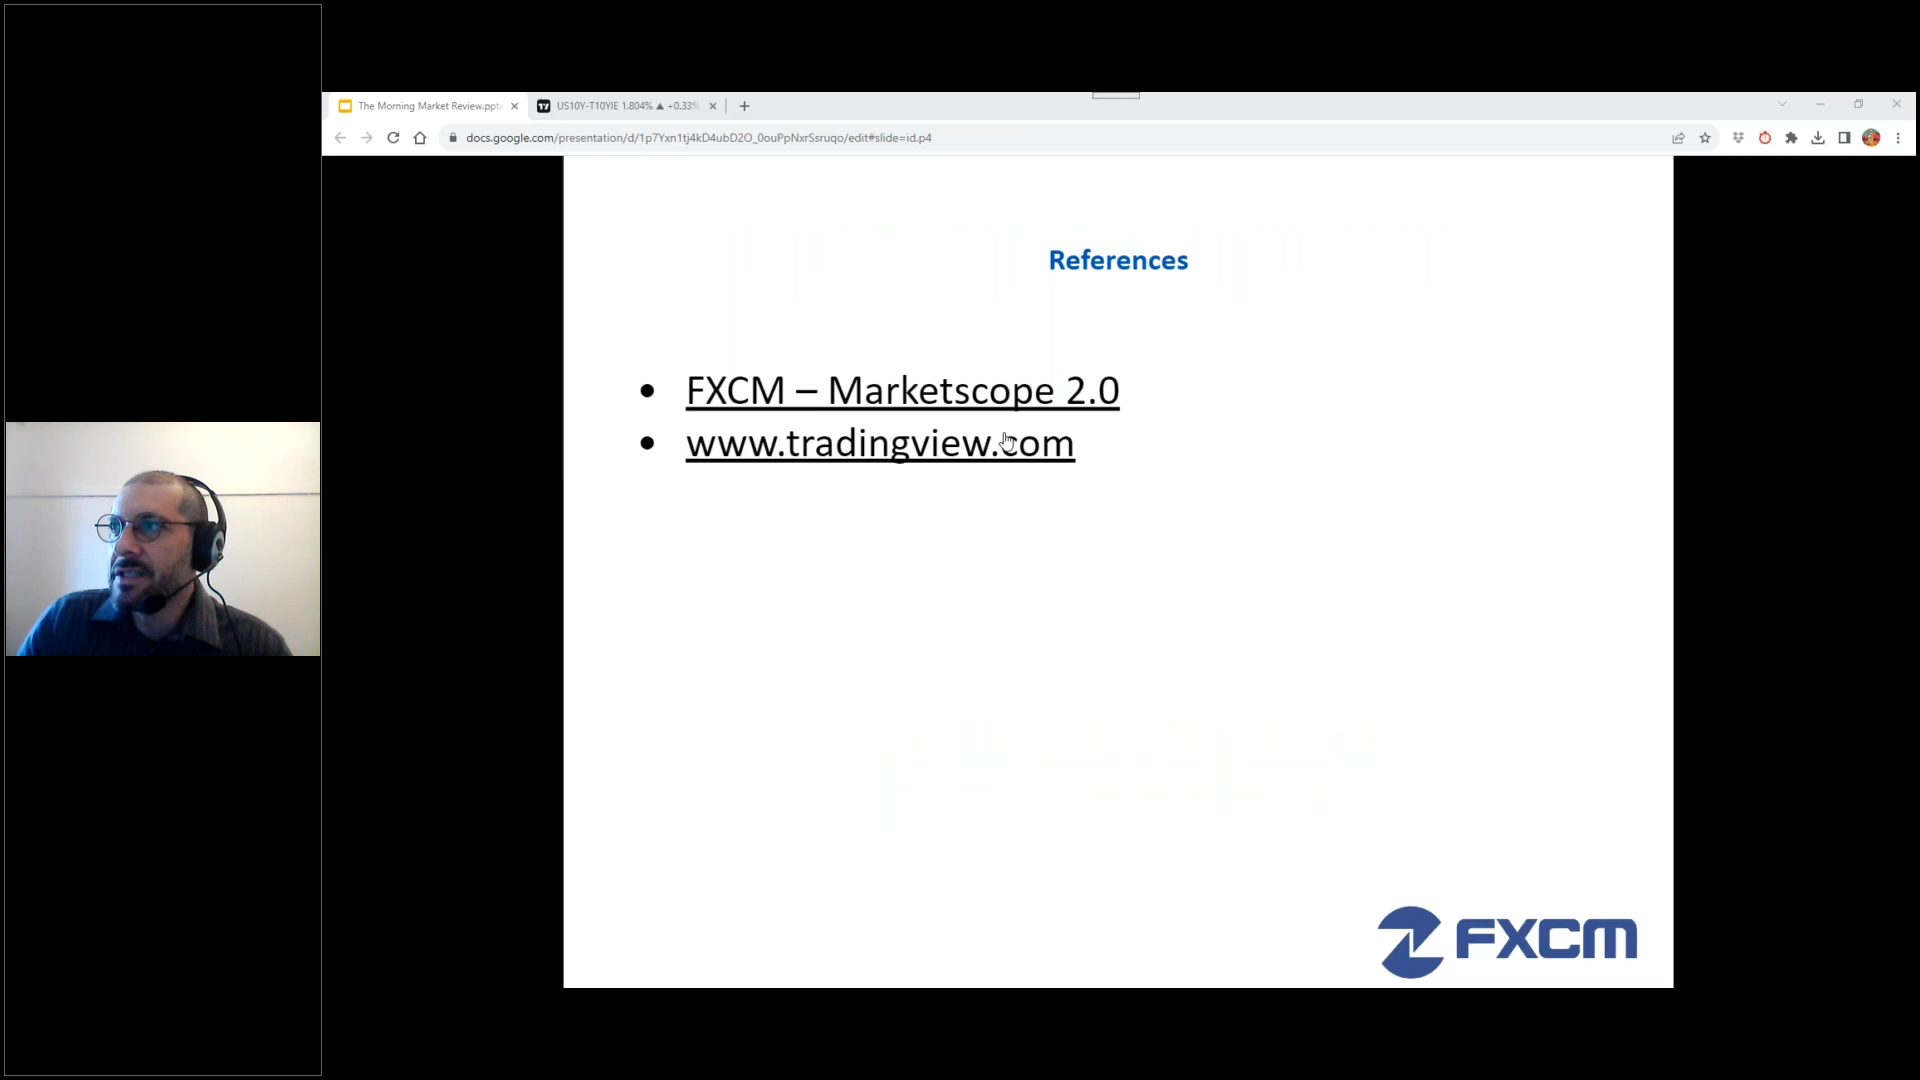 The Morning Market Review.ppt
US10Y-T10YIE 1.804% ▲ +0.33%
docs.google.com/presentation/d/1p7Yxn1tj4kD4ubD2O_0ouPpNxrSsruqo/edit#slide=id.p4
References
• FXCM – Marketscope 2.0
• www.tradingview.com
FXCM